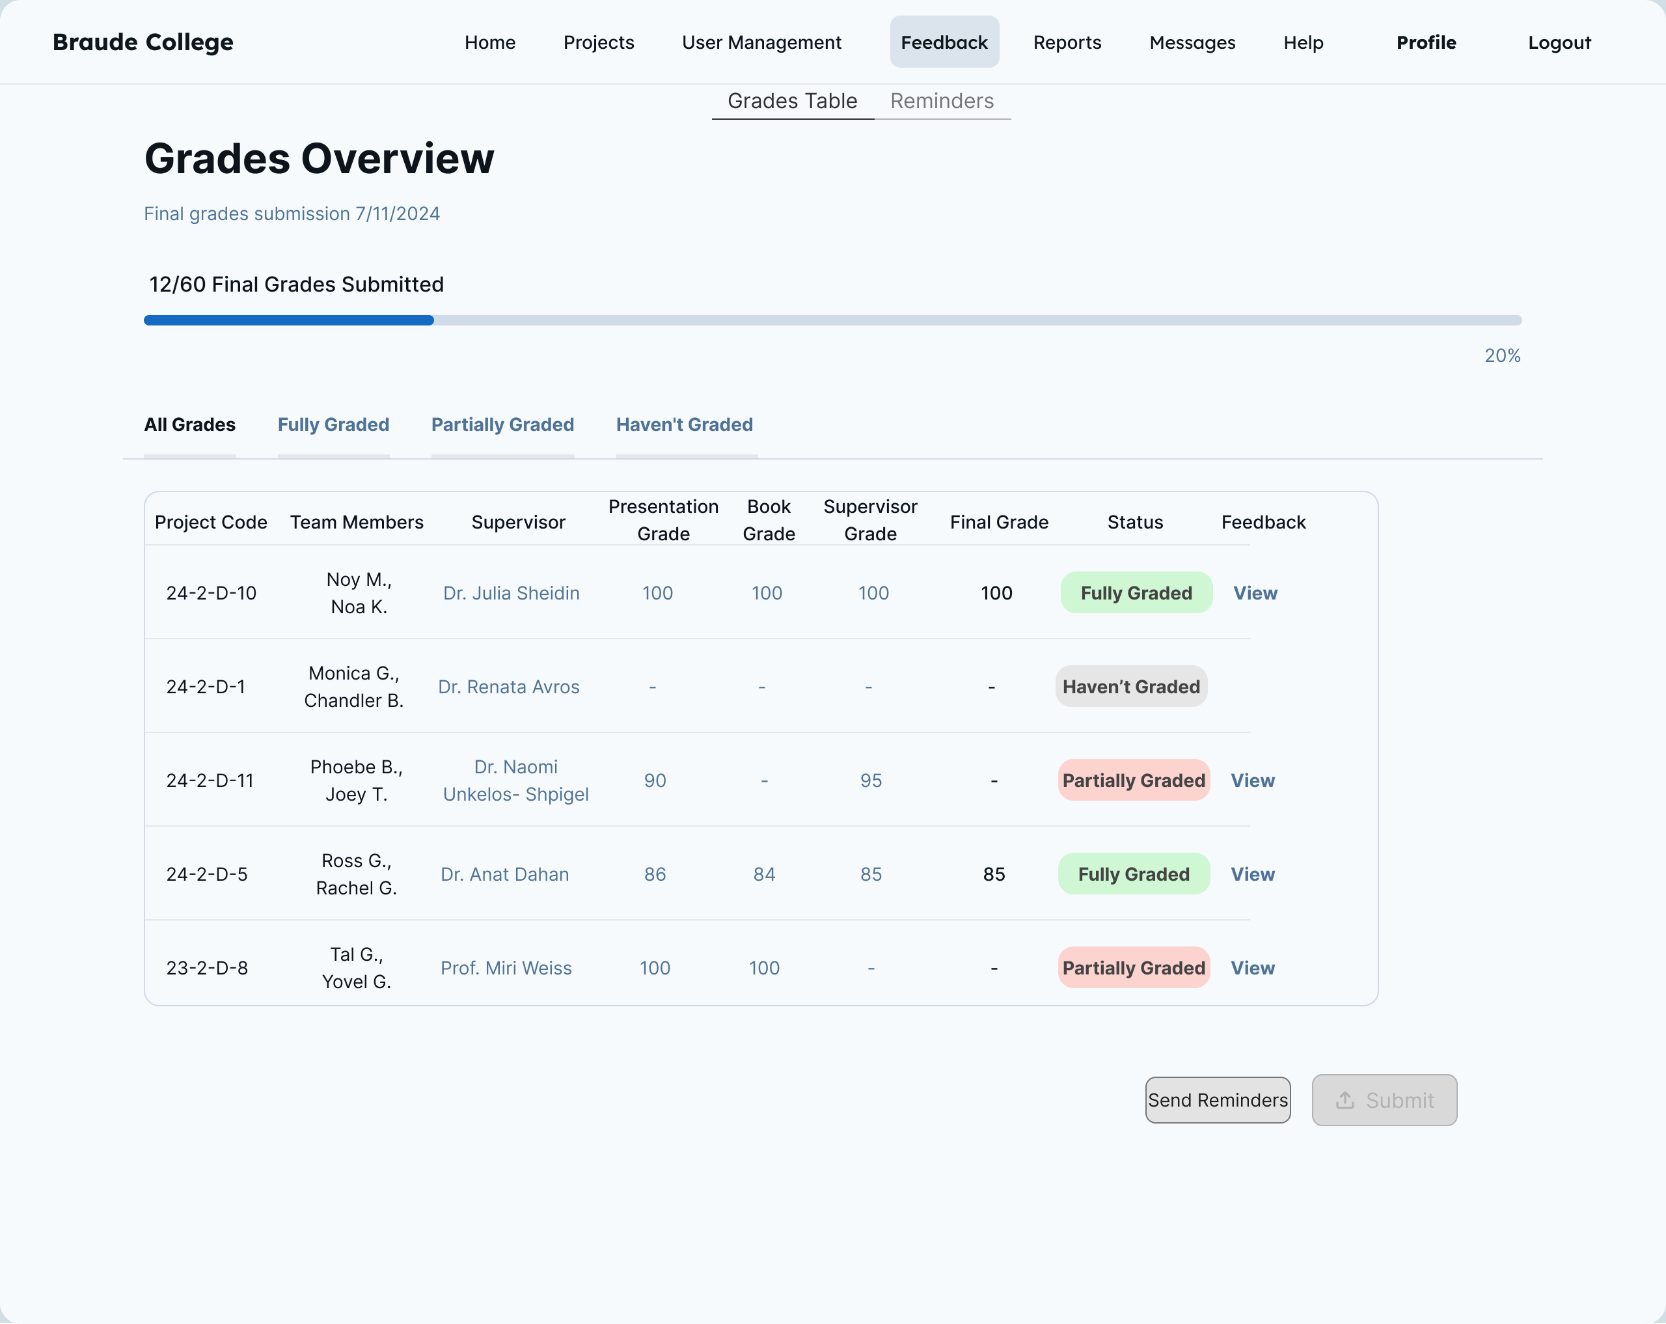 Braude College
Home Projects User Management Feedback Reports Messages Help Profile Logout
Grades Table Reminders
Grades Overview
Final grades submission 7/11/2024
12/60 Final Grades Submitted
20%
All Grades Fully Graded Partially Graded Haven't Graded
Project Code Team Members Supervisor Presentation Grade Book Grade Supervisor Grade Final Grade Status Feedback
24-2-D-10 Noy M., Noa K. Dr. Julia Sheidin 100 100 100 100 Fully Graded View
24-2-D-1 Monica G., Chandler B. Dr. Renata Avros - - - - Haven’t Graded
24-2-D-11 Phoebe B., Joey T. Dr. Naomi Unkelos- Shpigel 90 - 95 - Partially Graded View
24-2-D-5 Ross G., Rachel G. Dr. Anat Dahan 86 84 85 85 Fully Graded View
23-2-D-8 Tal G., Yovel G. Prof. Miri Weiss 100 100 - - Partially Graded View
Send Reminders Submit